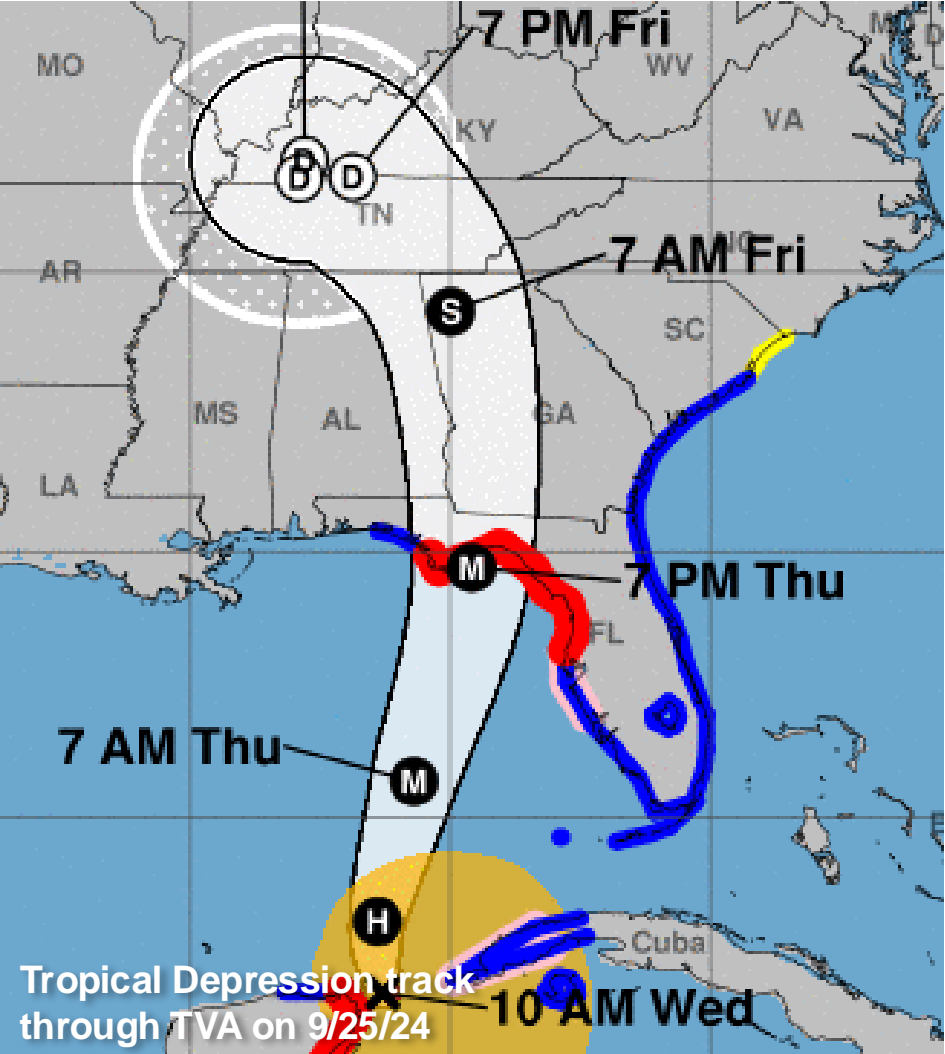 7 PM Fri
MO
WV
KY
VA
D
D
D
TN
NC
7 AM Fri
AR
S
SC
MS
AL
GA
LA
M
7 PM Thu
FL
7 AM Thu
M
H
Cuba
Tropical Depression track
10 AM Wed
through TVA on 9/25/24